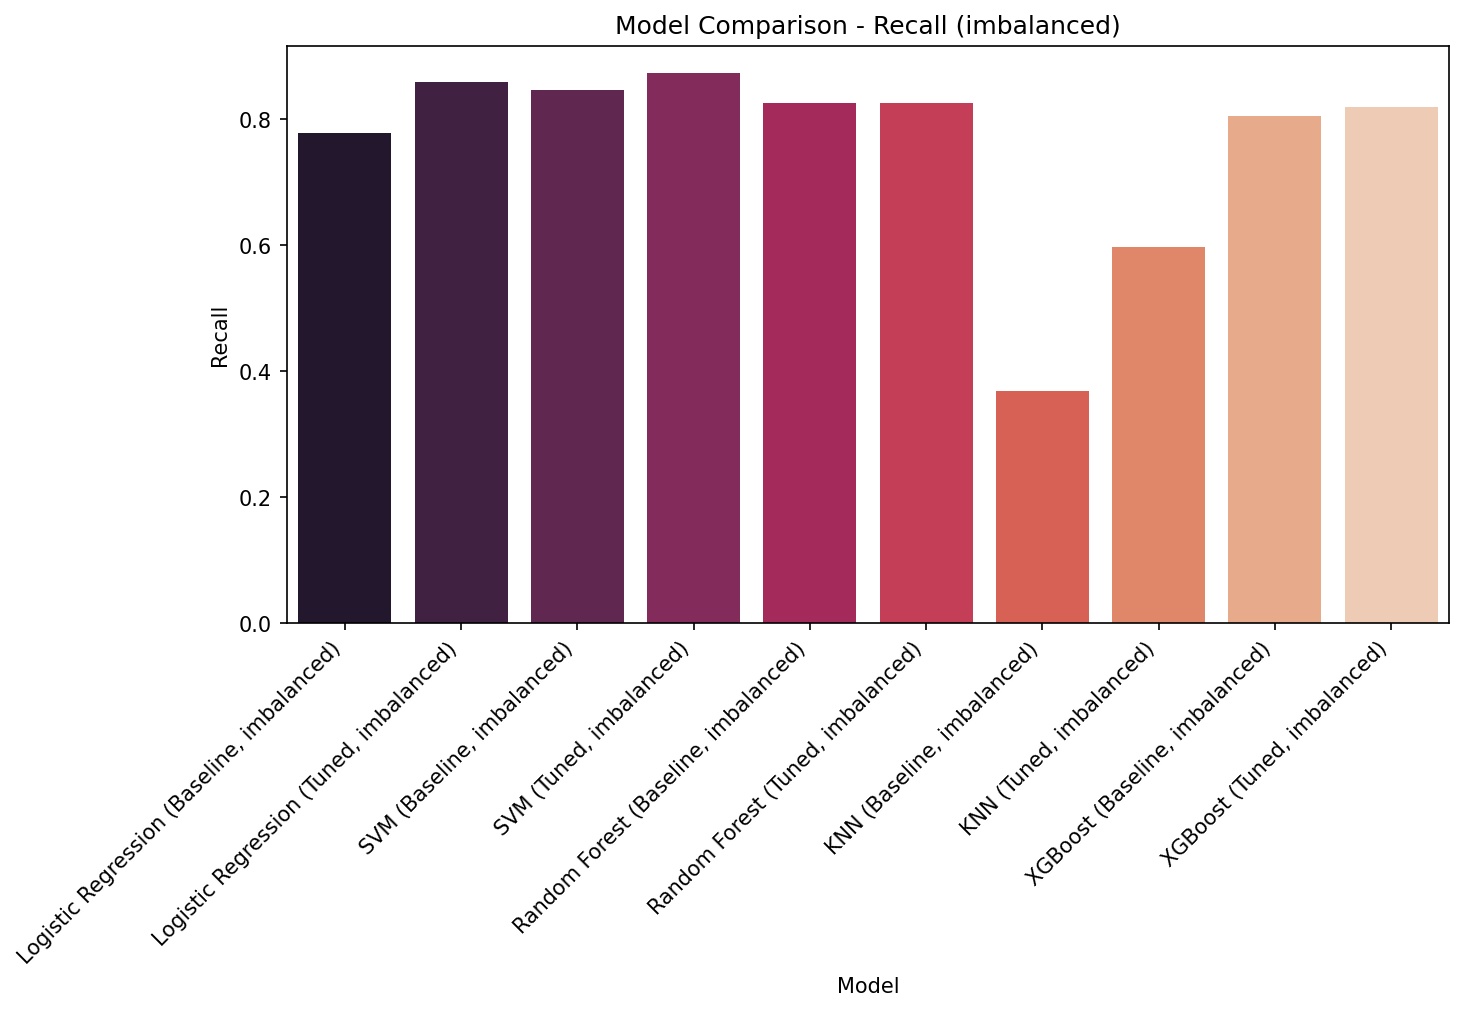 Model Comparison - Recall (imbalanced)
Recall
0.8
0.6
0.4
0.2
0.0
Logistic Regression (Baseline, imbalanced)
Logistic Regression (Tuned, imbalanced)
SVM (Baseline, imbalanced)
SVM (Tuned, imbalanced)
Random Forest (Baseline, imbalanced)
Random Forest (Tuned, imbalanced)
KNN (Baseline, imbalanced)
KNN (Tuned, imbalanced)
XGBoost (Baseline, imbalanced)
XGBoost (Tuned, imbalanced)
Model